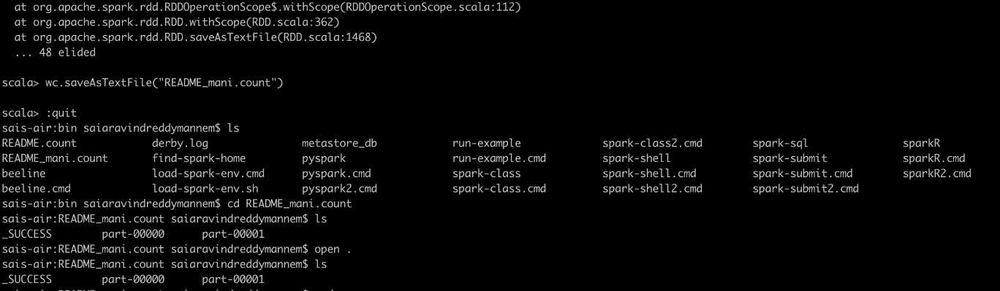 at org.apache.spark.rdd.RDDOperationScope$.withScope(RDDOperationScope.scala:112)
at org.apache.spark.rdd.RDD.withScope(RDD.scala:362)
at org.apache.spark.rdd.RDD.saveAsTextFile(RDD.scala:1468)
... 48 elided
scala> wc.saveAsTextFile("README_mani.count")
scala> :quit
sais-air:bin saiaravindreddymannem$ ls
README.count derby.log metastore_db run-example spark-class2.cmd spark-sql sparkR
README_mani.count find-spark-home pyspark run-example.cmd spark-shell spark-submit sparkR.cmd
beeline load-spark-env.cmd pyspark.cmd spark-class spark-shell.cmd spark-submit.cmd sparkR2.cmd
beeline.cmd load-spark-env.sh pyspark2.cmd spark-class.cmd spark-shell2.cmd spark-submit2.cmd
sais-air:bin saiaravindreddymannem$ cd README_mani.count
sais-air:README_mani.count saiaravindreddymannem$ ls
_SUCCESS part-00000 part-00001
sais-air:README_mani.count saiaravindreddymannem$ open .
sais-air:README_mani.count saiaravindreddymannem$ ls
_SUCCESS part-00000 part-00001